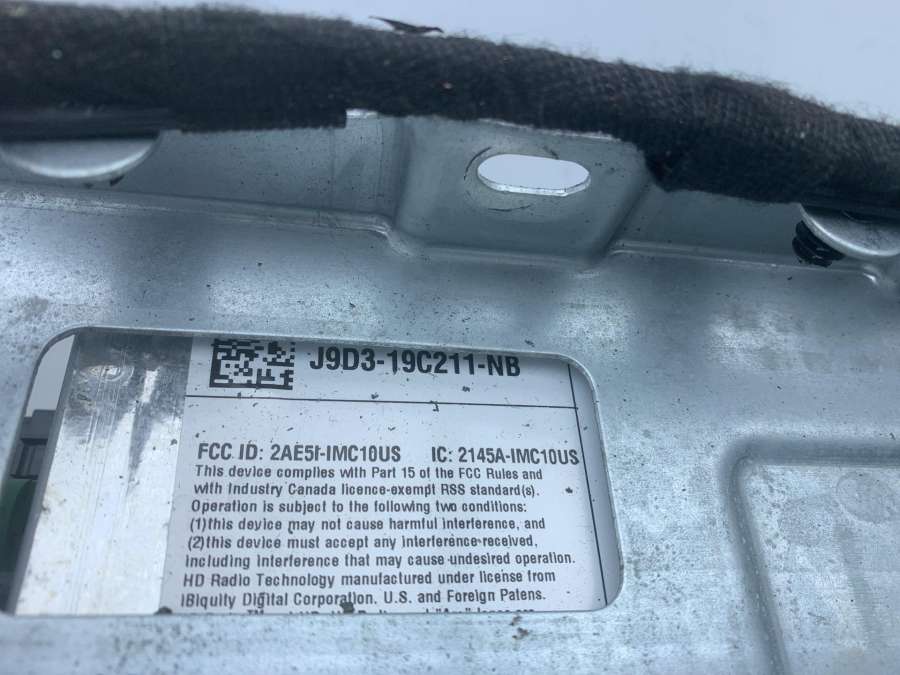 J9D3-19C211-NB
FCC ID: 2AE5I-IMC10US IC: 2145A-IMC10US
This device complies with Part 15 of the FCC Rules and
with Industry Canada licence-exempt RSS standard(s).
Operation is subject to the following two conditions:
(1)this device may not cause harmful interference, and
(2)this device must accept any interference-received,
including interference that may cause-undesired operation.
HD Radio Technology manufactured under license from
iBiquity Digital Corporation. U.S. and Foreign Patens.